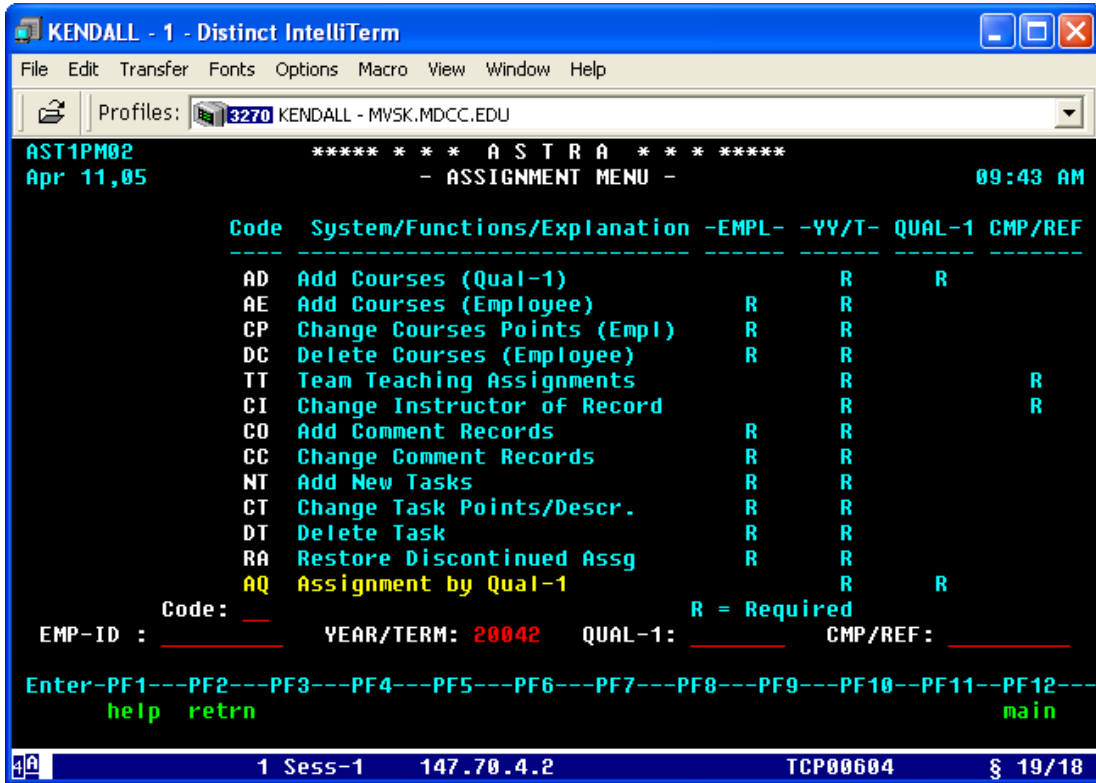 KENDALL - 1 - Distinct IntelliTerm
File Edit Transfer Fonts Options Macro View Window Help
Profiles: 3270 KENDALL - MVSK.MDCC.EDU
AST1PM02 ***** * * * A S T R A * * * *****
Apr 11,05 - ASSIGNMENT MENU - 09:43 AM
Code System/Functions/Explanation -EMPL- -YY/T- QUAL-1 CMP/REF
---- ---------------------------- ------ ------ ------ -------
AD Add Courses (Qual-1) R R
AE Add Courses (Employee) R R
CP Change Courses Points (Empl) R R
DC Delete Courses (Employee) R R
TT Team Teaching Assignments R R
CI Change Instructor of Record R R
CO Add Comment Records R R
CC Change Comment Records R R
NT Add New Tasks R R
CT Change Task Points/Descr. R R
DT Delete Task R R
RA Restore Discontinued Assg R R
AQ Assignment by Qual-1 R R
Code: __ R = Required
EMP-ID : _________ YEAR/TERM: 20042 QUAL-1: _______ CMP/REF: _________
Enter-PF1---PF2---PF3---PF4---PF5---PF6---PF7---PF8---PF9---PF10--PF11--PF12---
help retrn main
4A 1 Sess-1 147.70.4.2 TCP00604 § 19/18